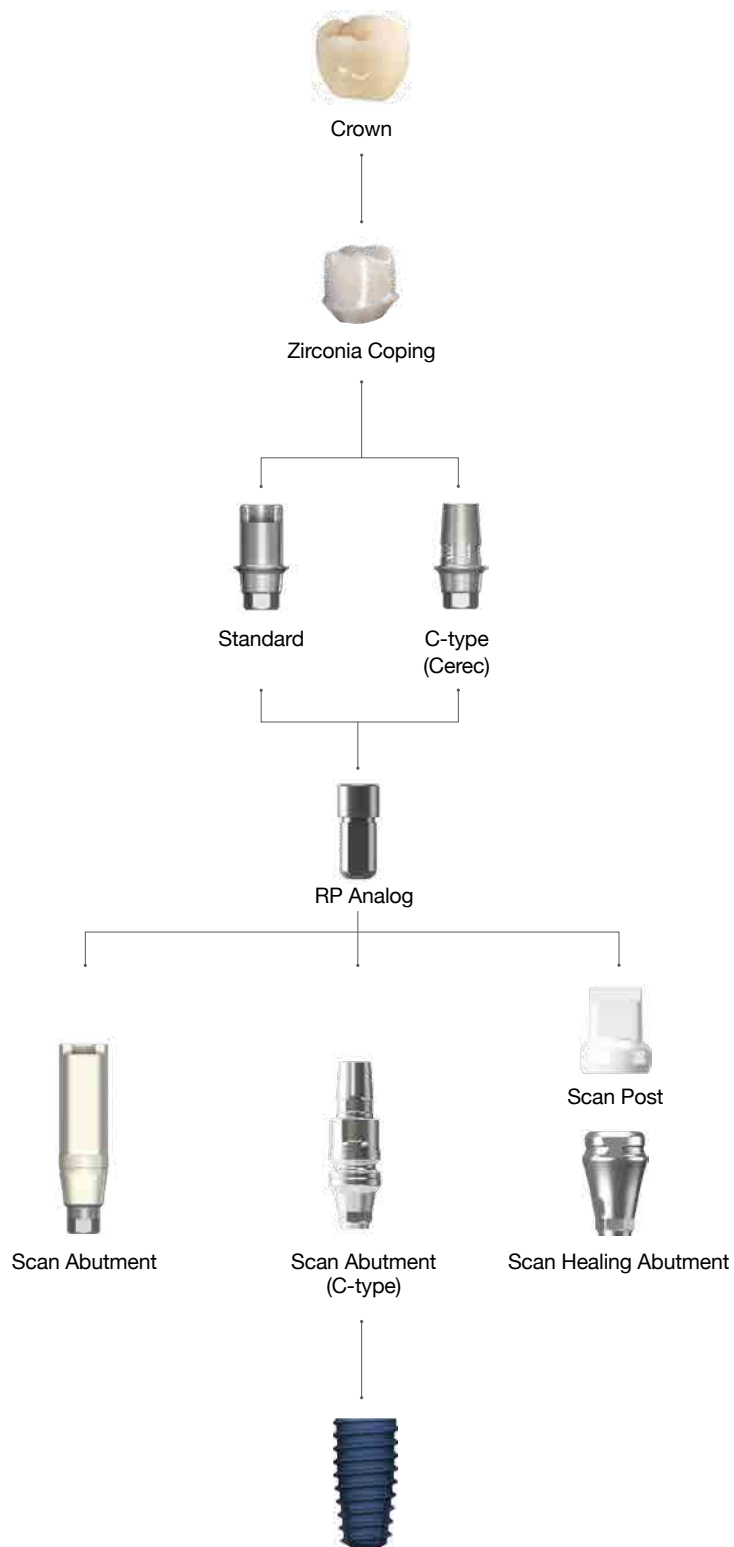 Crown
Zirconia Coping
Standard
C-type
(Cerec)
RP Analog
Scan Post
Scan Abutment
Scan Abutment
(C-type)
Scan Healing Abutment